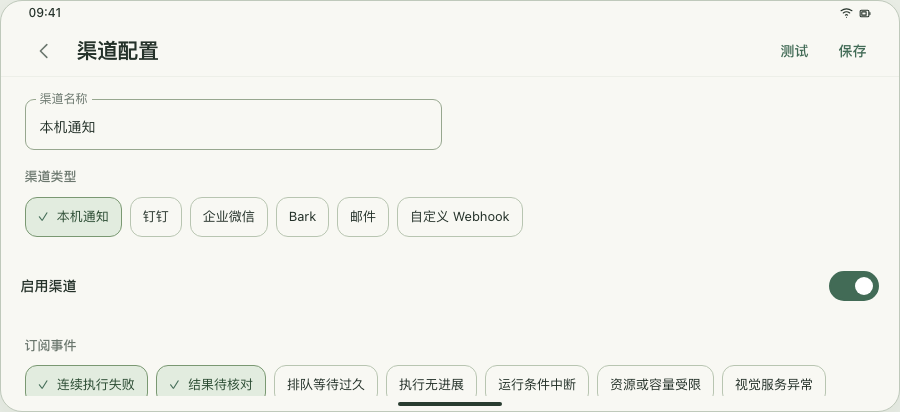 09:41
渠道配置
测试 保存
渠道名称
本机通知
渠道类型
本机通知 钉钉 企业微信 Bark 邮件 自定义 Webhook
启用渠道
订阅事件
连续执行失败 结果待核对 排队等待过久 执行无进展 运行条件中断 资源或容量受限 视觉服务异常